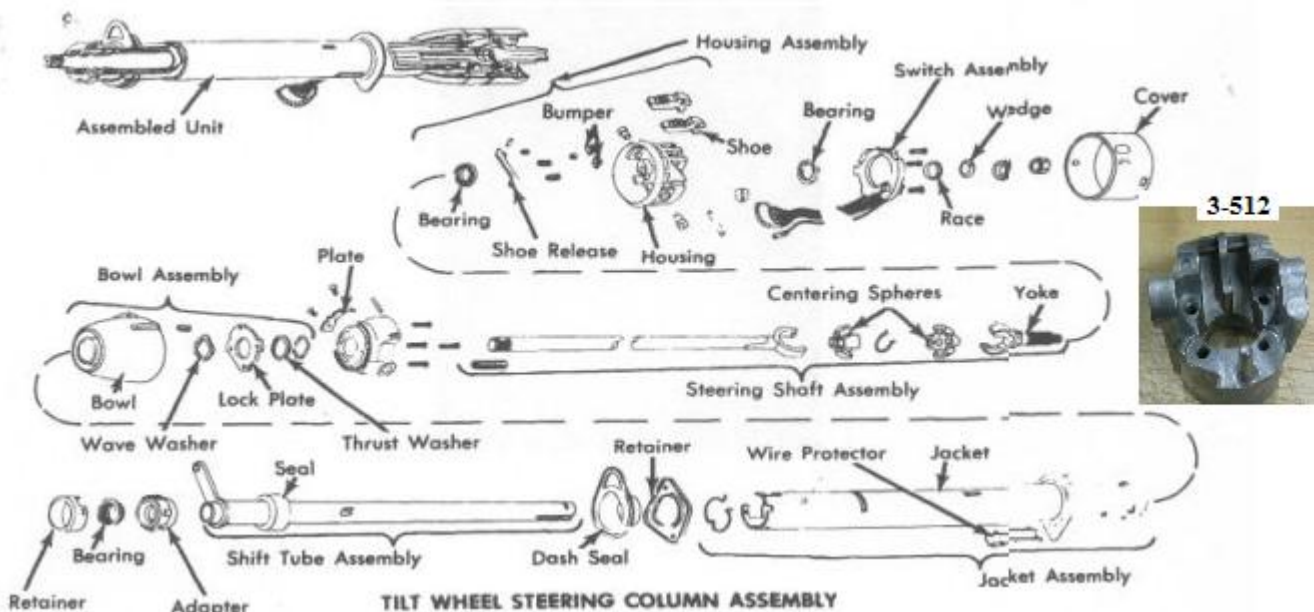 Housing Assembly
Switch Assembly
Cover
Bumper
Bearing
Wedge
Assembled Unit
Shoe
3-512
Bearing
Race
Shoe Release
Housing
Plate
Bowl Assembly
Centering Spheres
Yoke
Steering Shaft Assembly
Bowl
Lock Plate
Wave Washer
Thrust Washer
Retainer
Wire Protector
Jacket
Seal
Bearing
Shift Tube Assembly
Dash Seal
Jacket Assembly
Retainer
Adapter
TILT WHEEL STEERING COLUMN ASSEMBLY